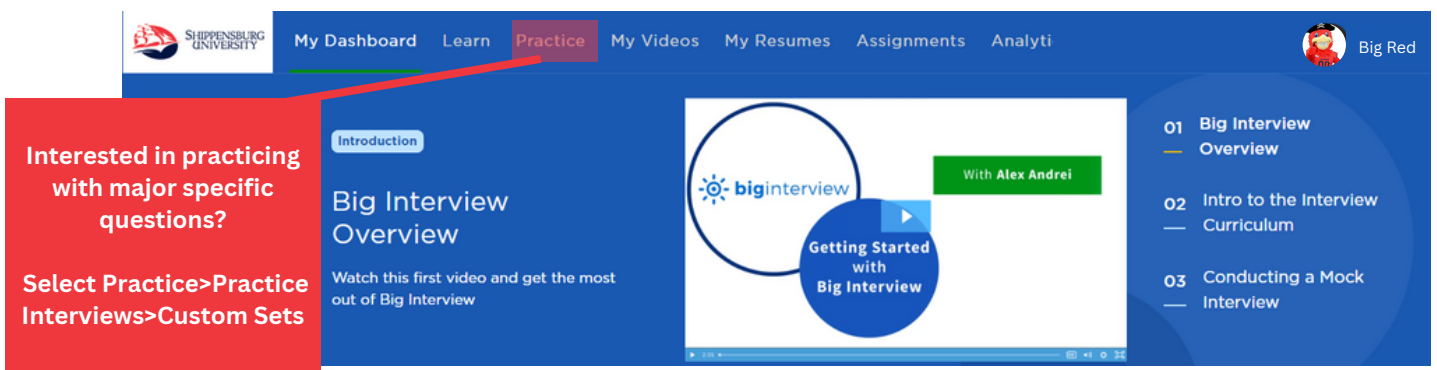 SHIPPENSBURG
UNIVERSITY
My Dashboard Learn Practice My Videos My Resumes Assignments Analyti
Big Red
Interested in practicing
with major specific
questions?
Select Practice>Practice
Interviews>Custom Sets
Introduction
Big Interview
Overview
Watch this first video and get the most
out of Big Interview
biginterview
With Alex Andrei
Getting Started
with
Big Interview
01 Big Interview
Overview
02 Intro to the Interview
Curriculum
03 Conducting a Mock
Interview